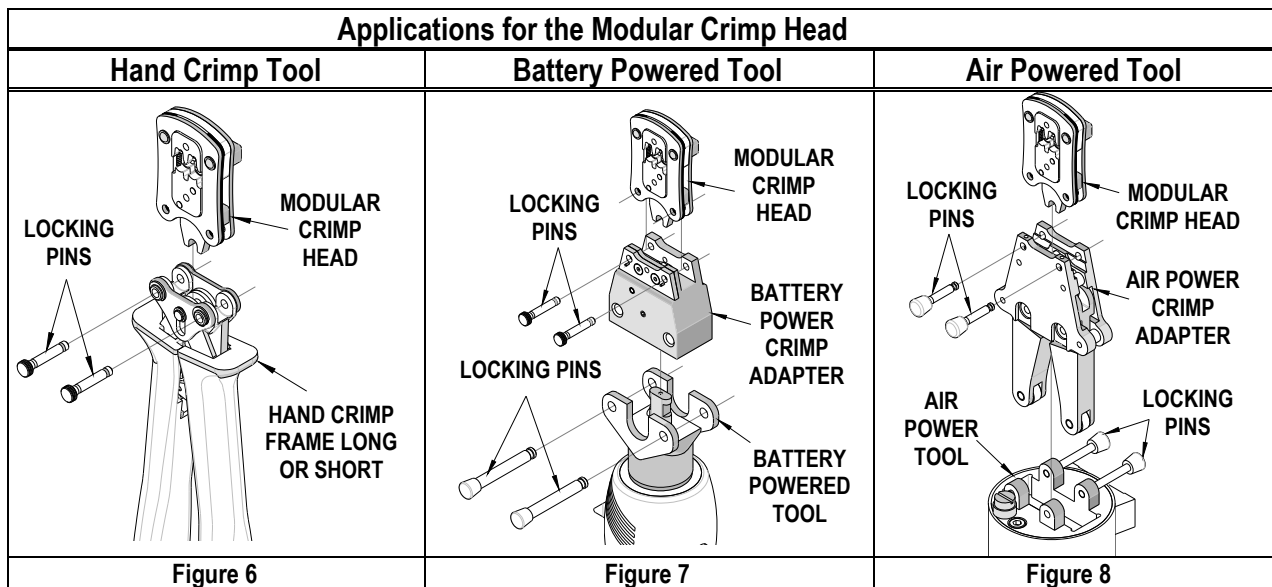 Applications for the Modular Crimp Head
Hand Crimp Tool
Battery Powered Tool
Air Powered Tool
LOCKING
PINS
MODULAR
CRIMP
HEAD
HAND CRIMP
FRAME LONG
OR SHORT
LOCKING
PINS
MODULAR
CRIMP
HEAD
BATTERY
POWER
CRIMP
ADAPTER
LOCKING PINS
BATTERY
POWERED
TOOL
LOCKING
PINS
MODULAR
CRIMP HEAD
AIR POWER
CRIMP
ADAPTER
AIR
POWER
TOOL
LOCKING
PINS
Figure 6
Figure 7
Figure 8